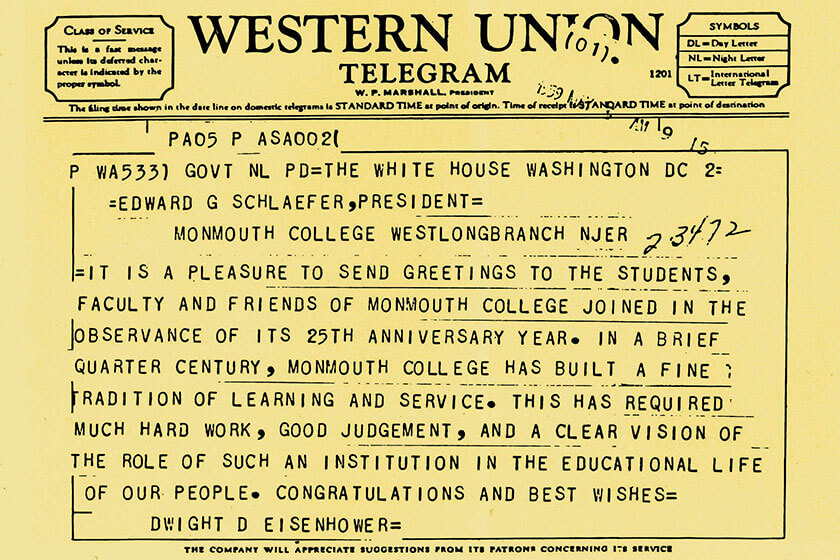 CLASS OF SERVICE
This is a fast message
unless its deferred char-
acter is indicated by the
proper symbol.
WESTERN UNION
TELEGRAM
W. P. MARSHALL, PRESIDENT
(01).
1201
SYMBOLS
DL=Day Letter
NL=Night Letter
LT=International
Letter Telegram
The filing time shown in the date line on domestic telegrams is STANDARD TIME at point of origin. Time of receipt is STANDARD TIME at point of destination
1959
AM 9 15
PA05 P ASA002(
P WA533) GOVT NL PD=THE WHITE HOUSE WASHINGTON DC 2=
=EDWARD G SCHLAEFER,PRESIDENT=
MONMOUTH COLLEGE WESTLONGBRANCH NJER
23472
=IT IS A PLEASURE TO SEND GREETINGS TO THE STUDENTS,
FACULTY AND FRIENDS OF MONMOUTH COLLEGE JOINED IN THE
OBSERVANCE OF ITS 25TH ANNIVERSARY YEAR. IN A BRIEF
QUARTER CENTURY, MONMOUTH COLLEGE HAS BUILT A FINE
TRADITION OF LEARNING AND SERVICE. THIS HAS REQUIRED
MUCH HARD WORK, GOOD JUDGEMENT, AND A CLEAR VISION OF
THE ROLE OF SUCH AN INSTITUTION IN THE EDUCATIONAL LIFE
OF OUR PEOPLE. CONGRATULATIONS AND BEST WISHES=
DWIGHT D EISENHOWER=
THE COMPANY WILL APPRECIATE SUGGESTIONS FROM ITS PATRONS CONCERNING ITS SERVICE